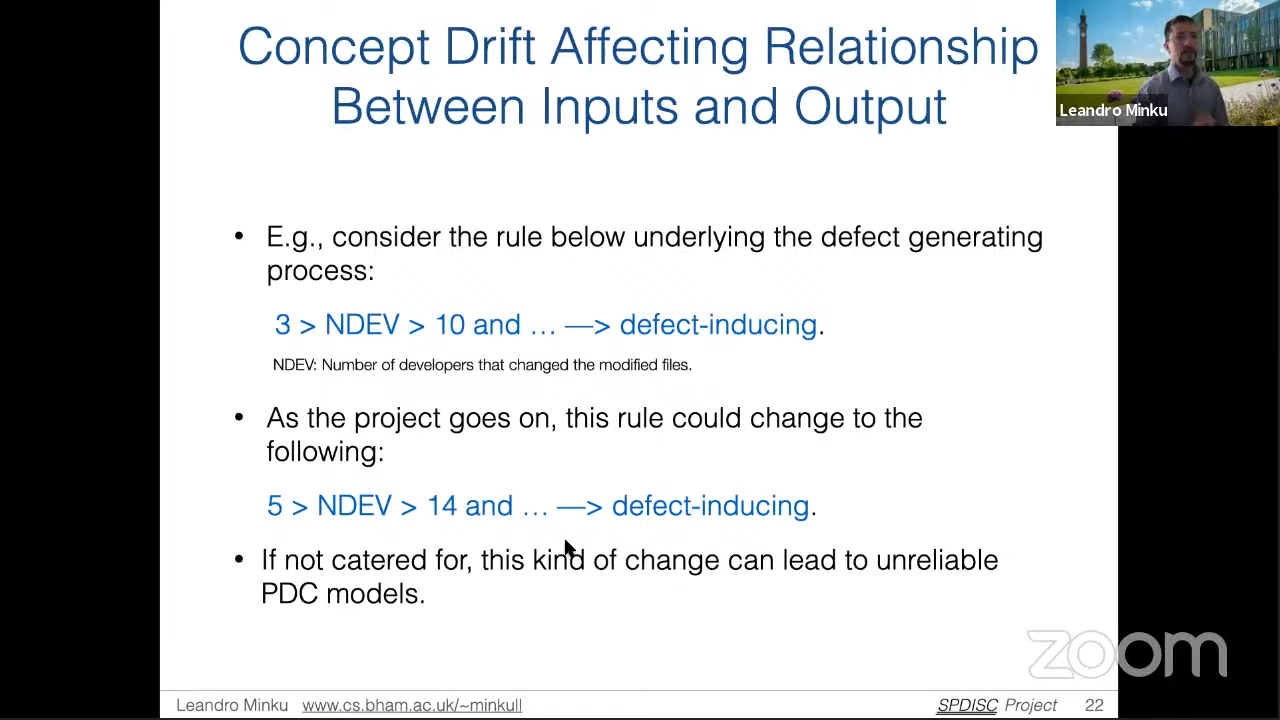 Concept Drift Affecting Relationship
Between Inputs and Output
Leandro Minku
• E.g., consider the rule below underlying the defect generating
process:
3 > NDEV > 10 and … —> defect-inducing.
NDEV: Number of developers that changed the modified files.
• As the project goes on, this rule could change to the
following:
5 > NDEV > 14 and … —> defect-inducing.
• If not catered for, this kind of change can lead to unreliable
PDC models.
zoom
Leandro Minku www.cs.bham.ac.uk/~minkull SPDISC Project 22